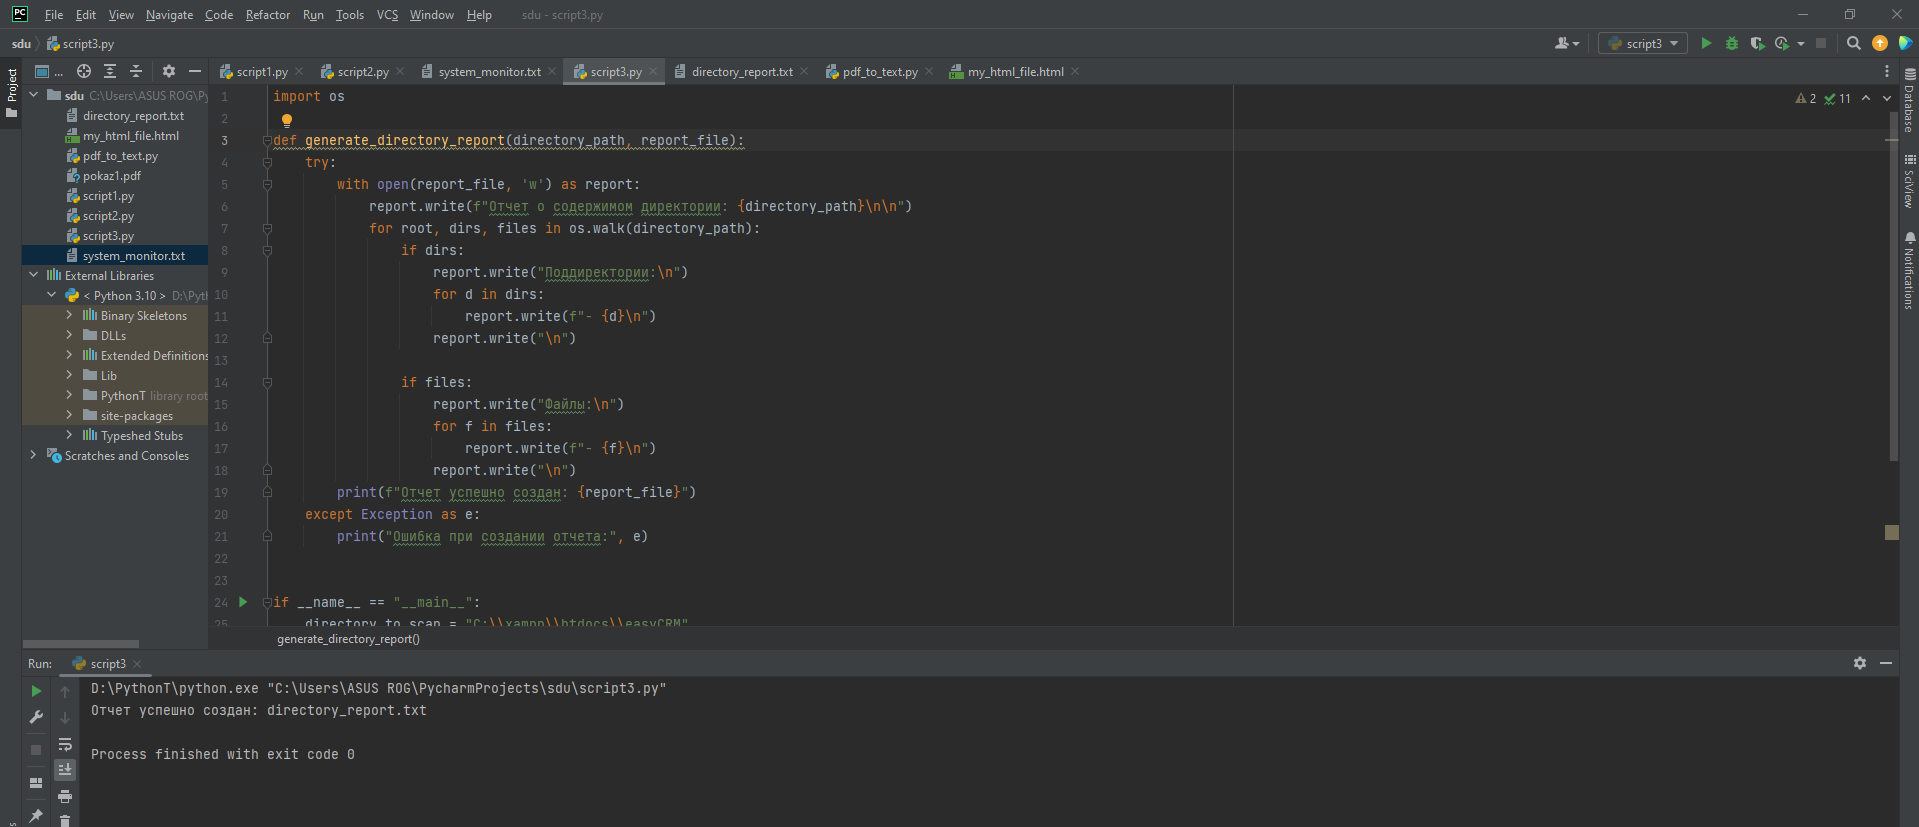 File Edit View Navigate Code Refactor Run Tools VCS Window Help sdu - script3.py
sdu script3.py script3
Project
... script1.py script2.py system_monitor.txt script3.py directory_report.txt pdf_to_text.py my_html_file.html
sdu C:\Users\ASUS ROG\Py
directory_report.txt
my_html_file.html
pdf_to_text.py
pokaz1.pdf
script1.py
script2.py
script3.py
system_monitor.txt
External Libraries
< Python 3.10 > D:\Pyth
Binary Skeletons
DLLs
Extended Definitions
Lib
PythonT library root
site-packages
Typeshed Stubs
Scratches and Consoles
2 11
1 import os
2
3 def generate_directory_report(directory_path, report_file):
4 try:
5 with open(report_file, 'w') as report:
6 report.write(f"Отчет о содержимом директории: {directory_path}\n\n")
7 for root, dirs, files in os.walk(directory_path):
8 if dirs:
9 report.write("Поддиректории:\n")
10 for d in dirs:
11 report.write(f"- {d}\n")
12 report.write("\n")
13
14 if files:
15 report.write("Файлы:\n")
16 for f in files:
17 report.write(f"- {f}\n")
18 report.write("\n")
19 print(f"Отчет успешно создан: {report_file}")
20 except Exception as e:
21 print("Ошибка при создании отчета:", e)
22
23
24 if __name__ == "__main__":
25 directory_to_scan = "C:\\xampp\\htdocs\\easyCRM"
generate_directory_report()
Database
SciView
Notifications
Run: script3
D:\PythonT\python.exe "C:\Users\ASUS ROG\PycharmProjects\sdu\script3.py"
Отчет успешно создан: directory_report.txt
Process finished with exit code 0